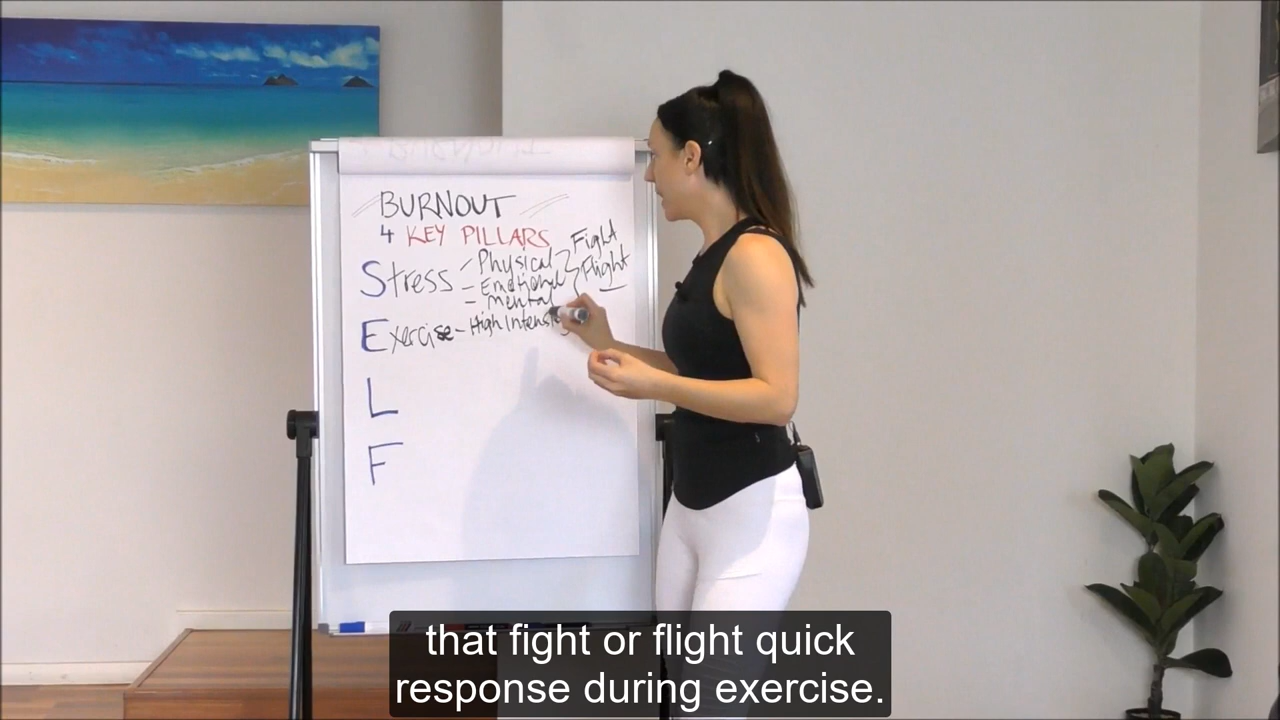 BURNOUT
4 KEY PILLARS
Stress - Physical Fight
- Emotional Flight
- Mental
Exercise - High Intensi
L
F
that fight or flight quick
response during exercise.